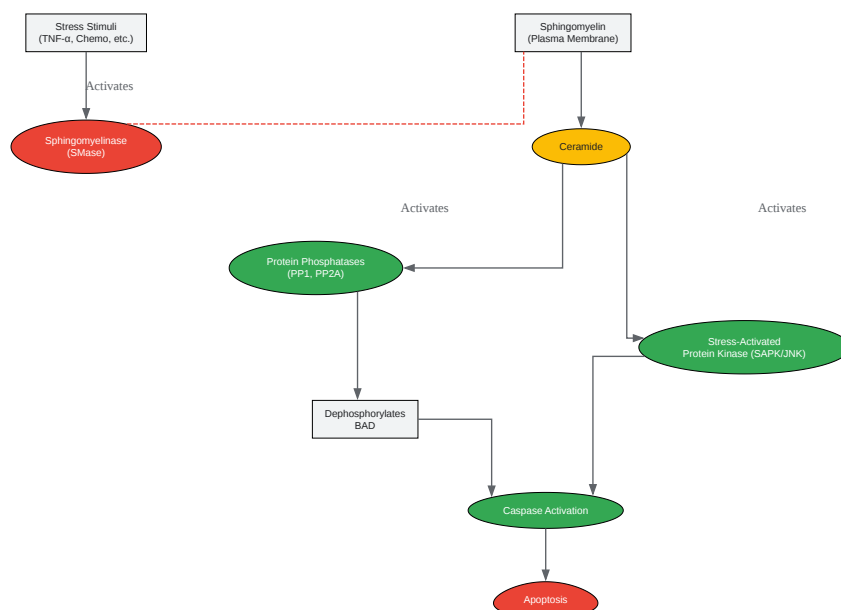 Stress Stimuli
(TNF-α, Chemo, etc.)
Sphingomyelin
(Plasma Membrane)
Activates
Sphingomyelinase
(SMase)
Ceramide
Activates
Activates
Protein Phosphatases
(PP1, PP2A)
Stress-Activated
Protein Kinase (SAPK/JNK)
Dephosphorylates
BAD
Caspase Activation
Apoptosis